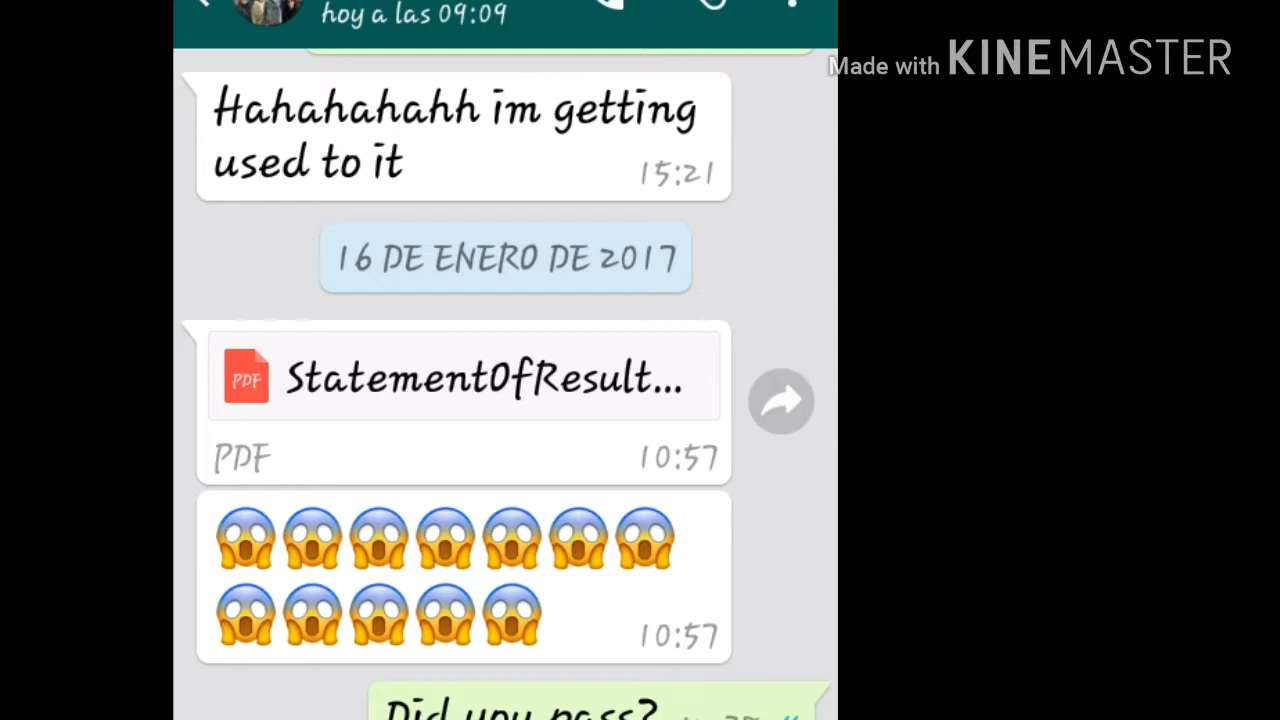 hoy a las 09:09
Made with KINEMASTER
Hahahahahh im getting
used to it
15:21
16 DE ENERO DE 2017
PDF StatementOfResult...
PDF 10:57
10:57
Did you pass?